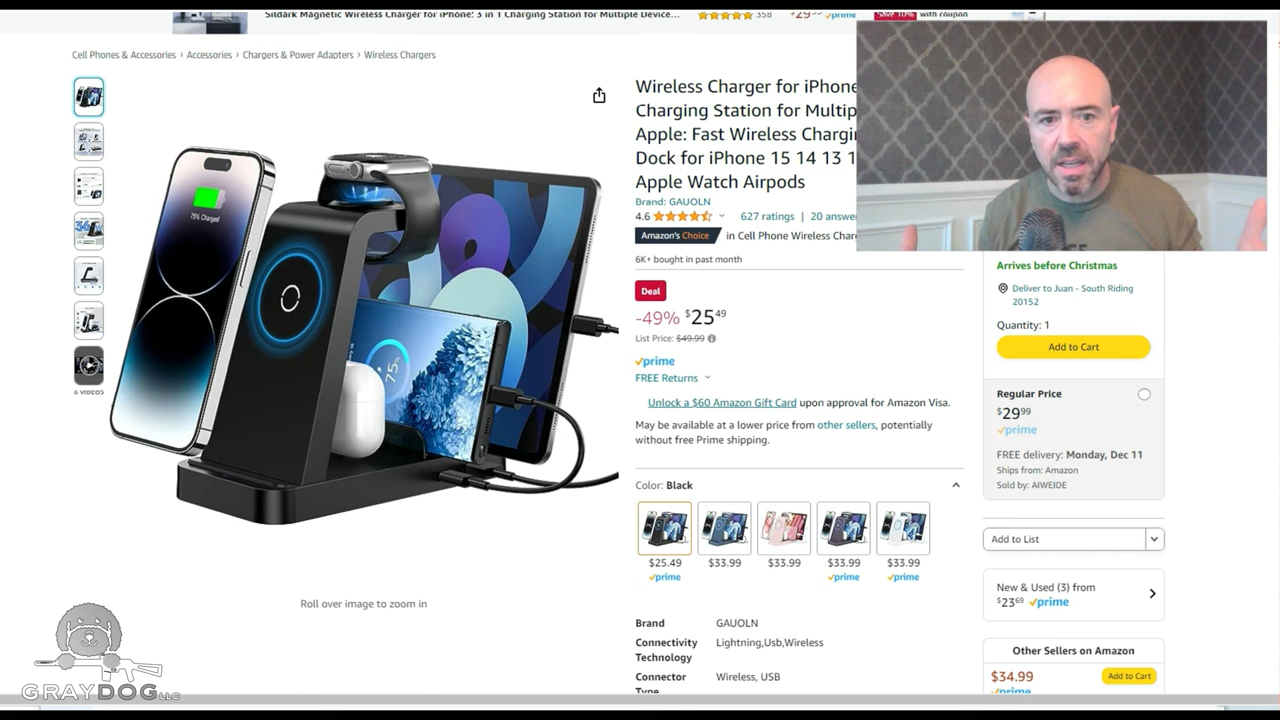 Sildark Magnetic Wireless Charger for iPhone: 3 in 1 Charging Station for Multiple Device...
358
prime
Save 10%
with coupon
Cell Phones & Accessories › Accessories › Chargers & Power Adapters › Wireless Chargers
Wireless Charger for iPhone
Charging Station for Multip
Apple: Fast Wireless Chargin
Dock for iPhone 15 14 13 1
Apple Watch Airpods
Brand: GAUOLN
4.6
627 ratings | 20 answe
Amazon's Choice in Cell Phone Wireless Char
6K+ bought in past month
Deal
-49% $25 49
List Price: $49.99
prime
FREE Returns
Unlock a $60 Amazon Gift Card upon approval for Amazon Visa.
May be available at a lower price from other sellers, potentially
without free Prime shipping.
Color: Black
$25.49
prime
$33.99
$33.99
$33.99
prime
$33.99
prime
Brand GAUOLN
Connectivity Technology Lightning,Usb,Wireless
Connector Type Wireless, USB
75% Charged
75%
6 VIDEOS
Roll over image to zoom in
Arrives before Christmas
Deliver to Juan - South Riding
20152
Quantity: 1
Add to Cart
Regular Price
$29 99
prime
FREE delivery: Monday, Dec 11
Ships from: Amazon
Sold by: AIWEIDE
Add to List
New & Used (3) from
$23 69 prime
Other Sellers on Amazon
$34.99
Add to Cart
prime
GRAYDOG LLC